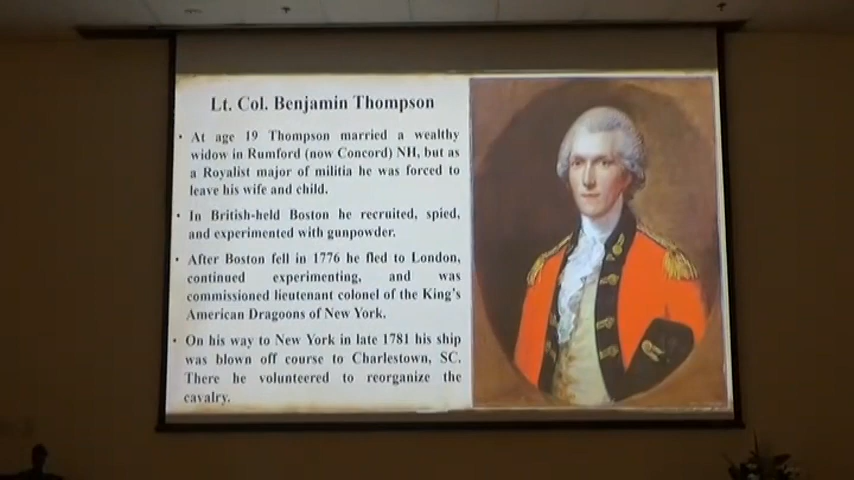 Lt. Col. Benjamin Thompson
• At age 19 Thompson married a wealthy
widow in Rumford (now Concord) NH, but as
a Royalist major of militia he was forced to
leave his wife and child.
• In British-held Boston he recruited, spied,
and experimented with gunpowder.
• After Boston fell in 1776 he fled to London,
continued experimenting, and was
commissioned lieutenant colonel of the King's
American Dragoons of New York.
• On his way to New York in late 1781 his ship
was blown off course to Charlestown, SC.
There he volunteered to reorganize the
cavalry.